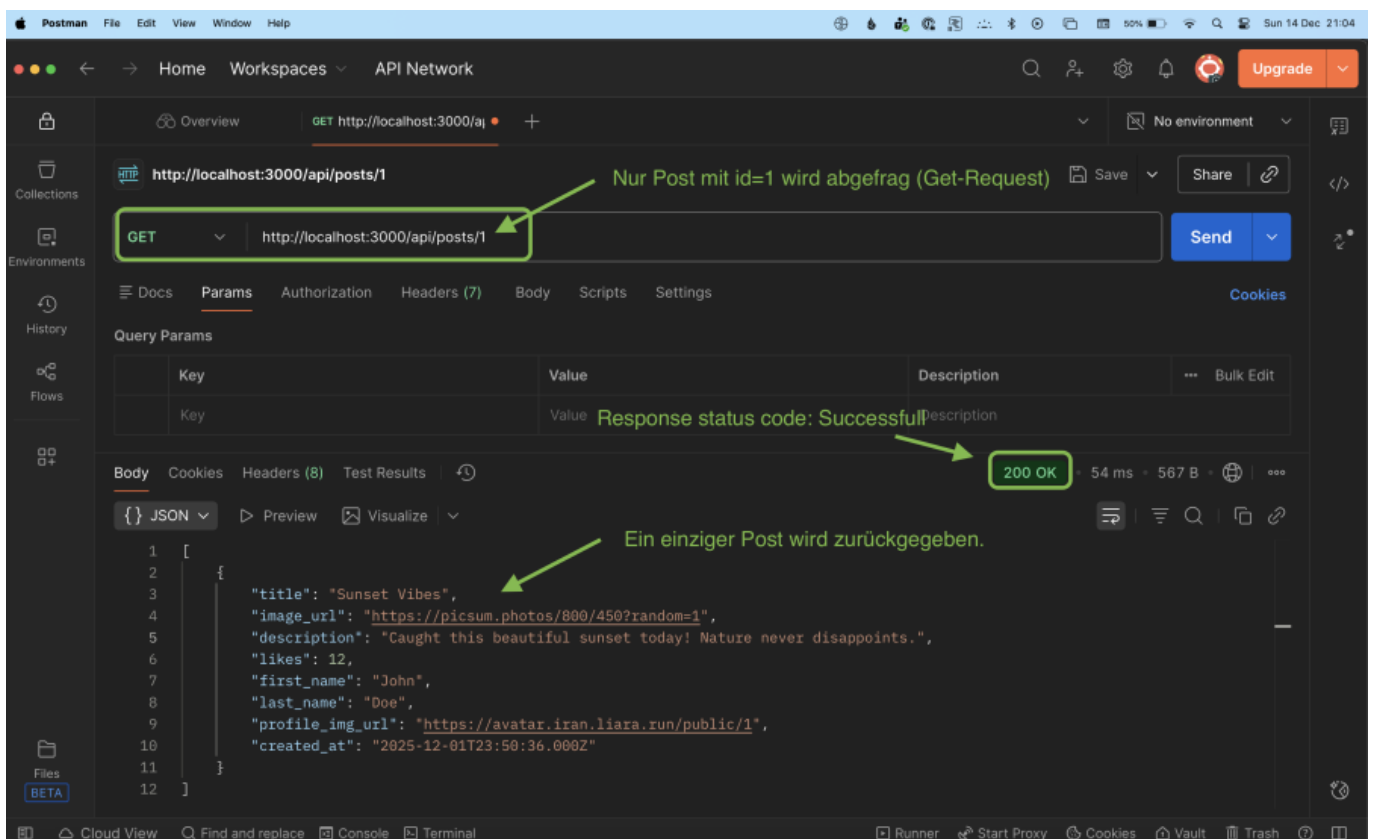 Postman File Edit View Window Help 50% Sun 14 Dec 21:04
Home Workspaces API Network Upgrade
Overview GET http://localhost:3000/a No environment
HTTP http://localhost:3000/api/posts/1 Nur Post mit id=1 wird abgefrag (Get-Request) Save Share
Collections
GET http://localhost:3000/api/posts/1 Send
Environments
Docs Params Authorization Headers (7) Body Scripts Settings Cookies
History
Query Params
Key Value Description Bulk Edit
Flows
Key Value Response status code: Successfull Description
Body Cookies Headers (8) Test Results 200 OK 54 ms 567 B
{} JSON Preview Visualize
Ein einziger Post wird zurückgegeben.
1 [
2 {
3 "title": "Sunset Vibes",
4 "image_url": "https://picsum.photos/800/450?random=1",
5 "description": "Caught this beautiful sunset today! Nature never disappoints.",
6 "likes": 12,
7 "first_name": "John",
8 "last_name": "Doe",
9 "profile_img_url": "https://avatar.iran.liara.run/public/1",
10 "created_at": "2025-12-01T23:50:36.000Z"
11 }
12 ]
Files
BETA
Cloud View Find and replace Console Terminal Runner Start Proxy Cookies Vault Trash